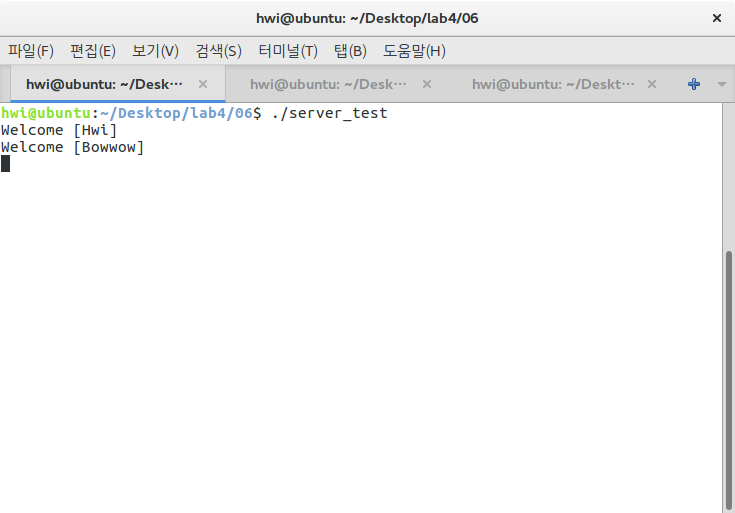 hwi@ubuntu: ~/Desktop/lab4/06
파일(F) 편집(E) 보기(V) 검색(S) 터미널(T) 탭(B) 도움말(H)
hwi@ubuntu: ~/Desk··· hwi@ubuntu: ~/Desk··· hwi@ubuntu: ~/Deskt···
hwi@ubuntu:~/Desktop/lab4/06$ ./server_test
Welcome [Hwi]
Welcome [Bowwow]